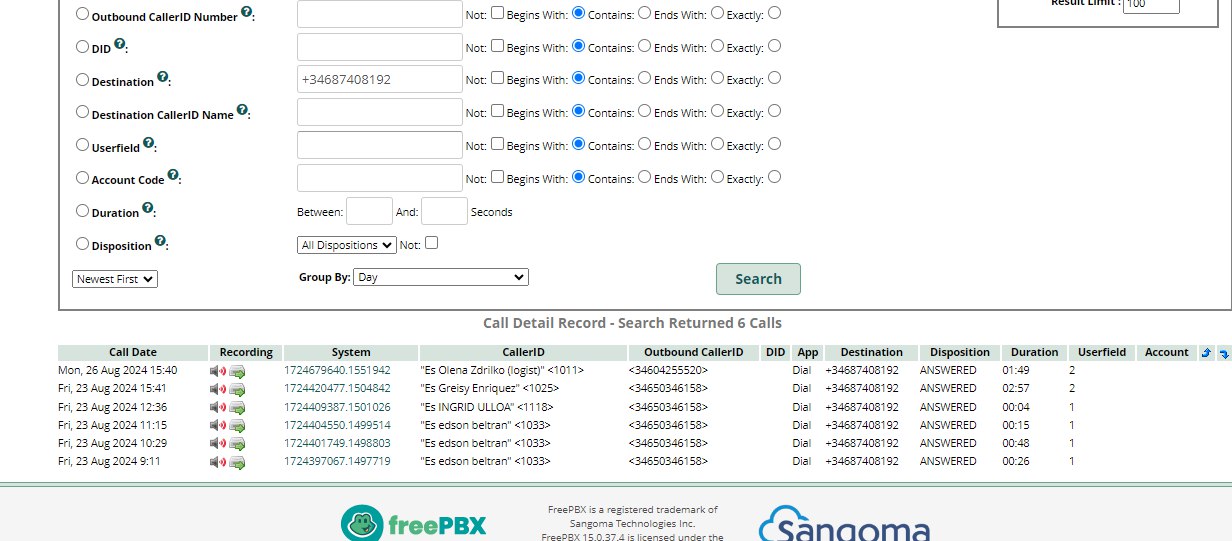 Result Limit : 100
Outbound CallerID Number ?: Not: Begins With: Contains: Ends With: Exactly:
DID ?: Not: Begins With: Contains: Ends With: Exactly:
Destination ?: +34687408192 Not: Begins With: Contains: Ends With: Exactly:
Destination CallerID Name ?: Not: Begins With: Contains: Ends With: Exactly:
Userfield ?: Not: Begins With: Contains: Ends With: Exactly:
Account Code ?: Not: Begins With: Contains: Ends With: Exactly:
Duration ?: Between: And: Seconds
Disposition ?: All Dispositions Not:
Newest First Group By: Day Search
Call Detail Record - Search Returned 6 Calls
Call Date Recording System CallerID Outbound CallerID DID App Destination Disposition Duration Userfield Account
Mon, 26 Aug 2024 15:40 1724679640.1551942 "Es Olena Zdrilko (logist)" <1011> <34604255520> Dial +34687408192 ANSWERED 01:49 2
Fri, 23 Aug 2024 15:41 1724420477.1504842 "Es Greisy Enriquez" <1025> <34650346158> Dial +34687408192 ANSWERED 02:57 2
Fri, 23 Aug 2024 12:36 1724409387.1501026 "Es INGRID ULLOA" <1118> <34650346158> Dial +34687408192 ANSWERED 00:04 1
Fri, 23 Aug 2024 11:15 1724404550.1499514 "Es edson beltran" <1033> <34650346158> Dial +34687408192 ANSWERED 00:15 1
Fri, 23 Aug 2024 10:29 1724401749.1498803 "Es edson beltran" <1033> <34650346158> Dial +34687408192 ANSWERED 00:48 1
Fri, 23 Aug 2024 9:11 1724397067.1497719 "Es edson beltran" <1033> <34650346158> Dial +34687408192 ANSWERED 00:26 1
freePBX
FreePBX is a registered trademark of
Sangoma Technologies Inc.
FreePBX 15.0.37.4 is licensed under the
Sangoma